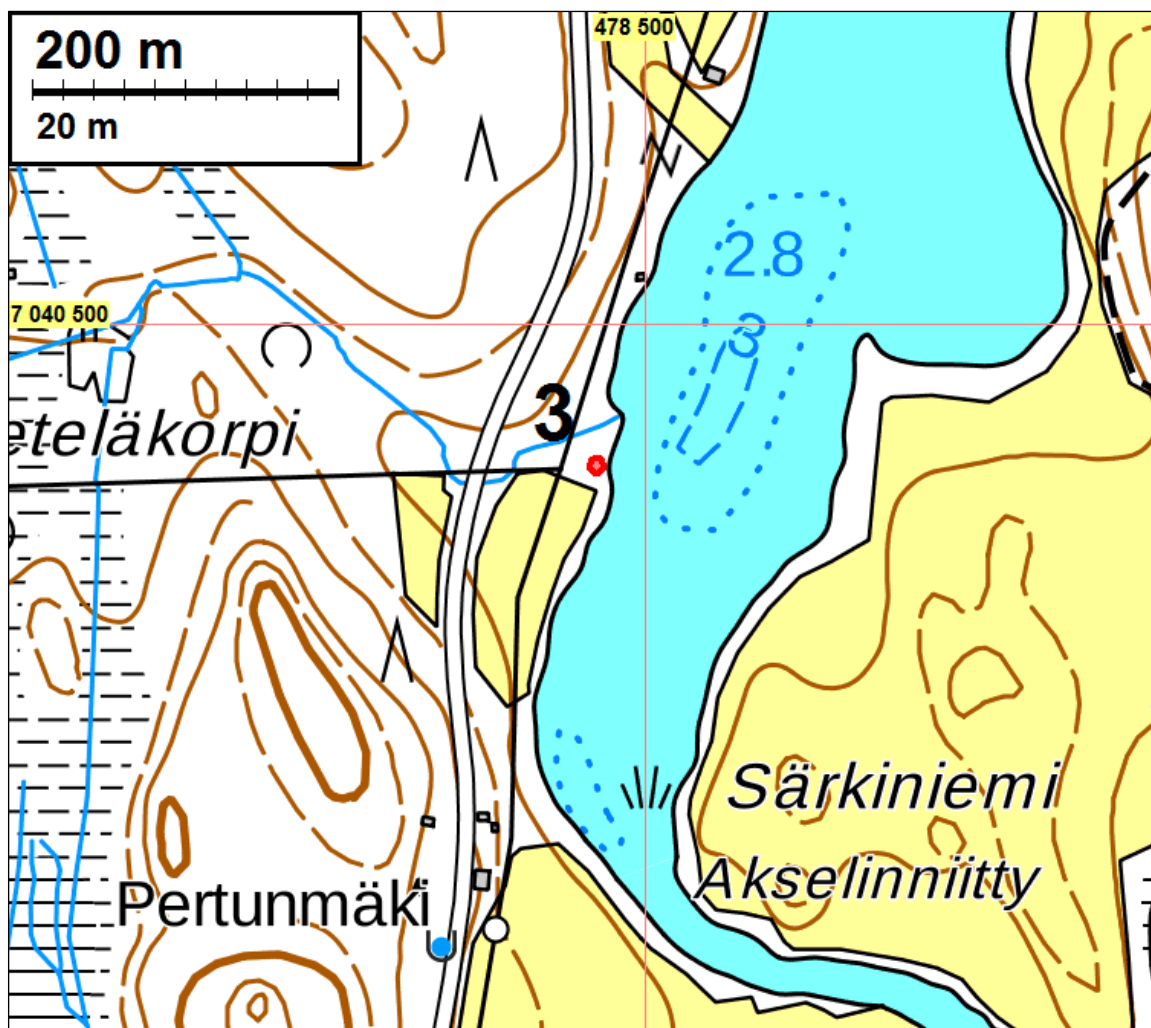 200 m
20 m
478 500
2.8
7 040 500
3
3
eteläkorpi
Särkiniemi
Akselinniitty
Pertunmäki